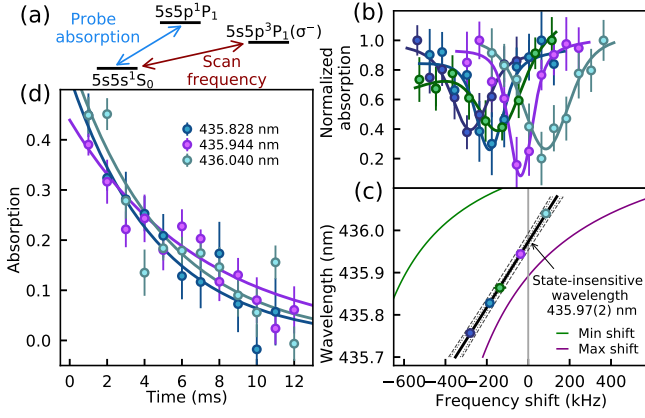 (a)
5s5p¹P₁
Probe
absorption
5s5p³P₁(σ⁻)
5s5s¹S₀
Scan
frequency
(b)
Normalized
absorption
1.0
0.8
0.6
0.4
0.2
(d)
Absorption
0.4
0.3
0.2
0.1
0.0
435.828 nm
435.944 nm
436.040 nm
0 2 4 6 8 10 12
Time (ms)
(c)
Wavelength (nm)
436.0
435.9
435.8
435.7
State-insensitive
wavelength
435.97(2) nm
Min shift
Max shift
−600 −400 −200 0 200 400
Frequency shift (kHz)